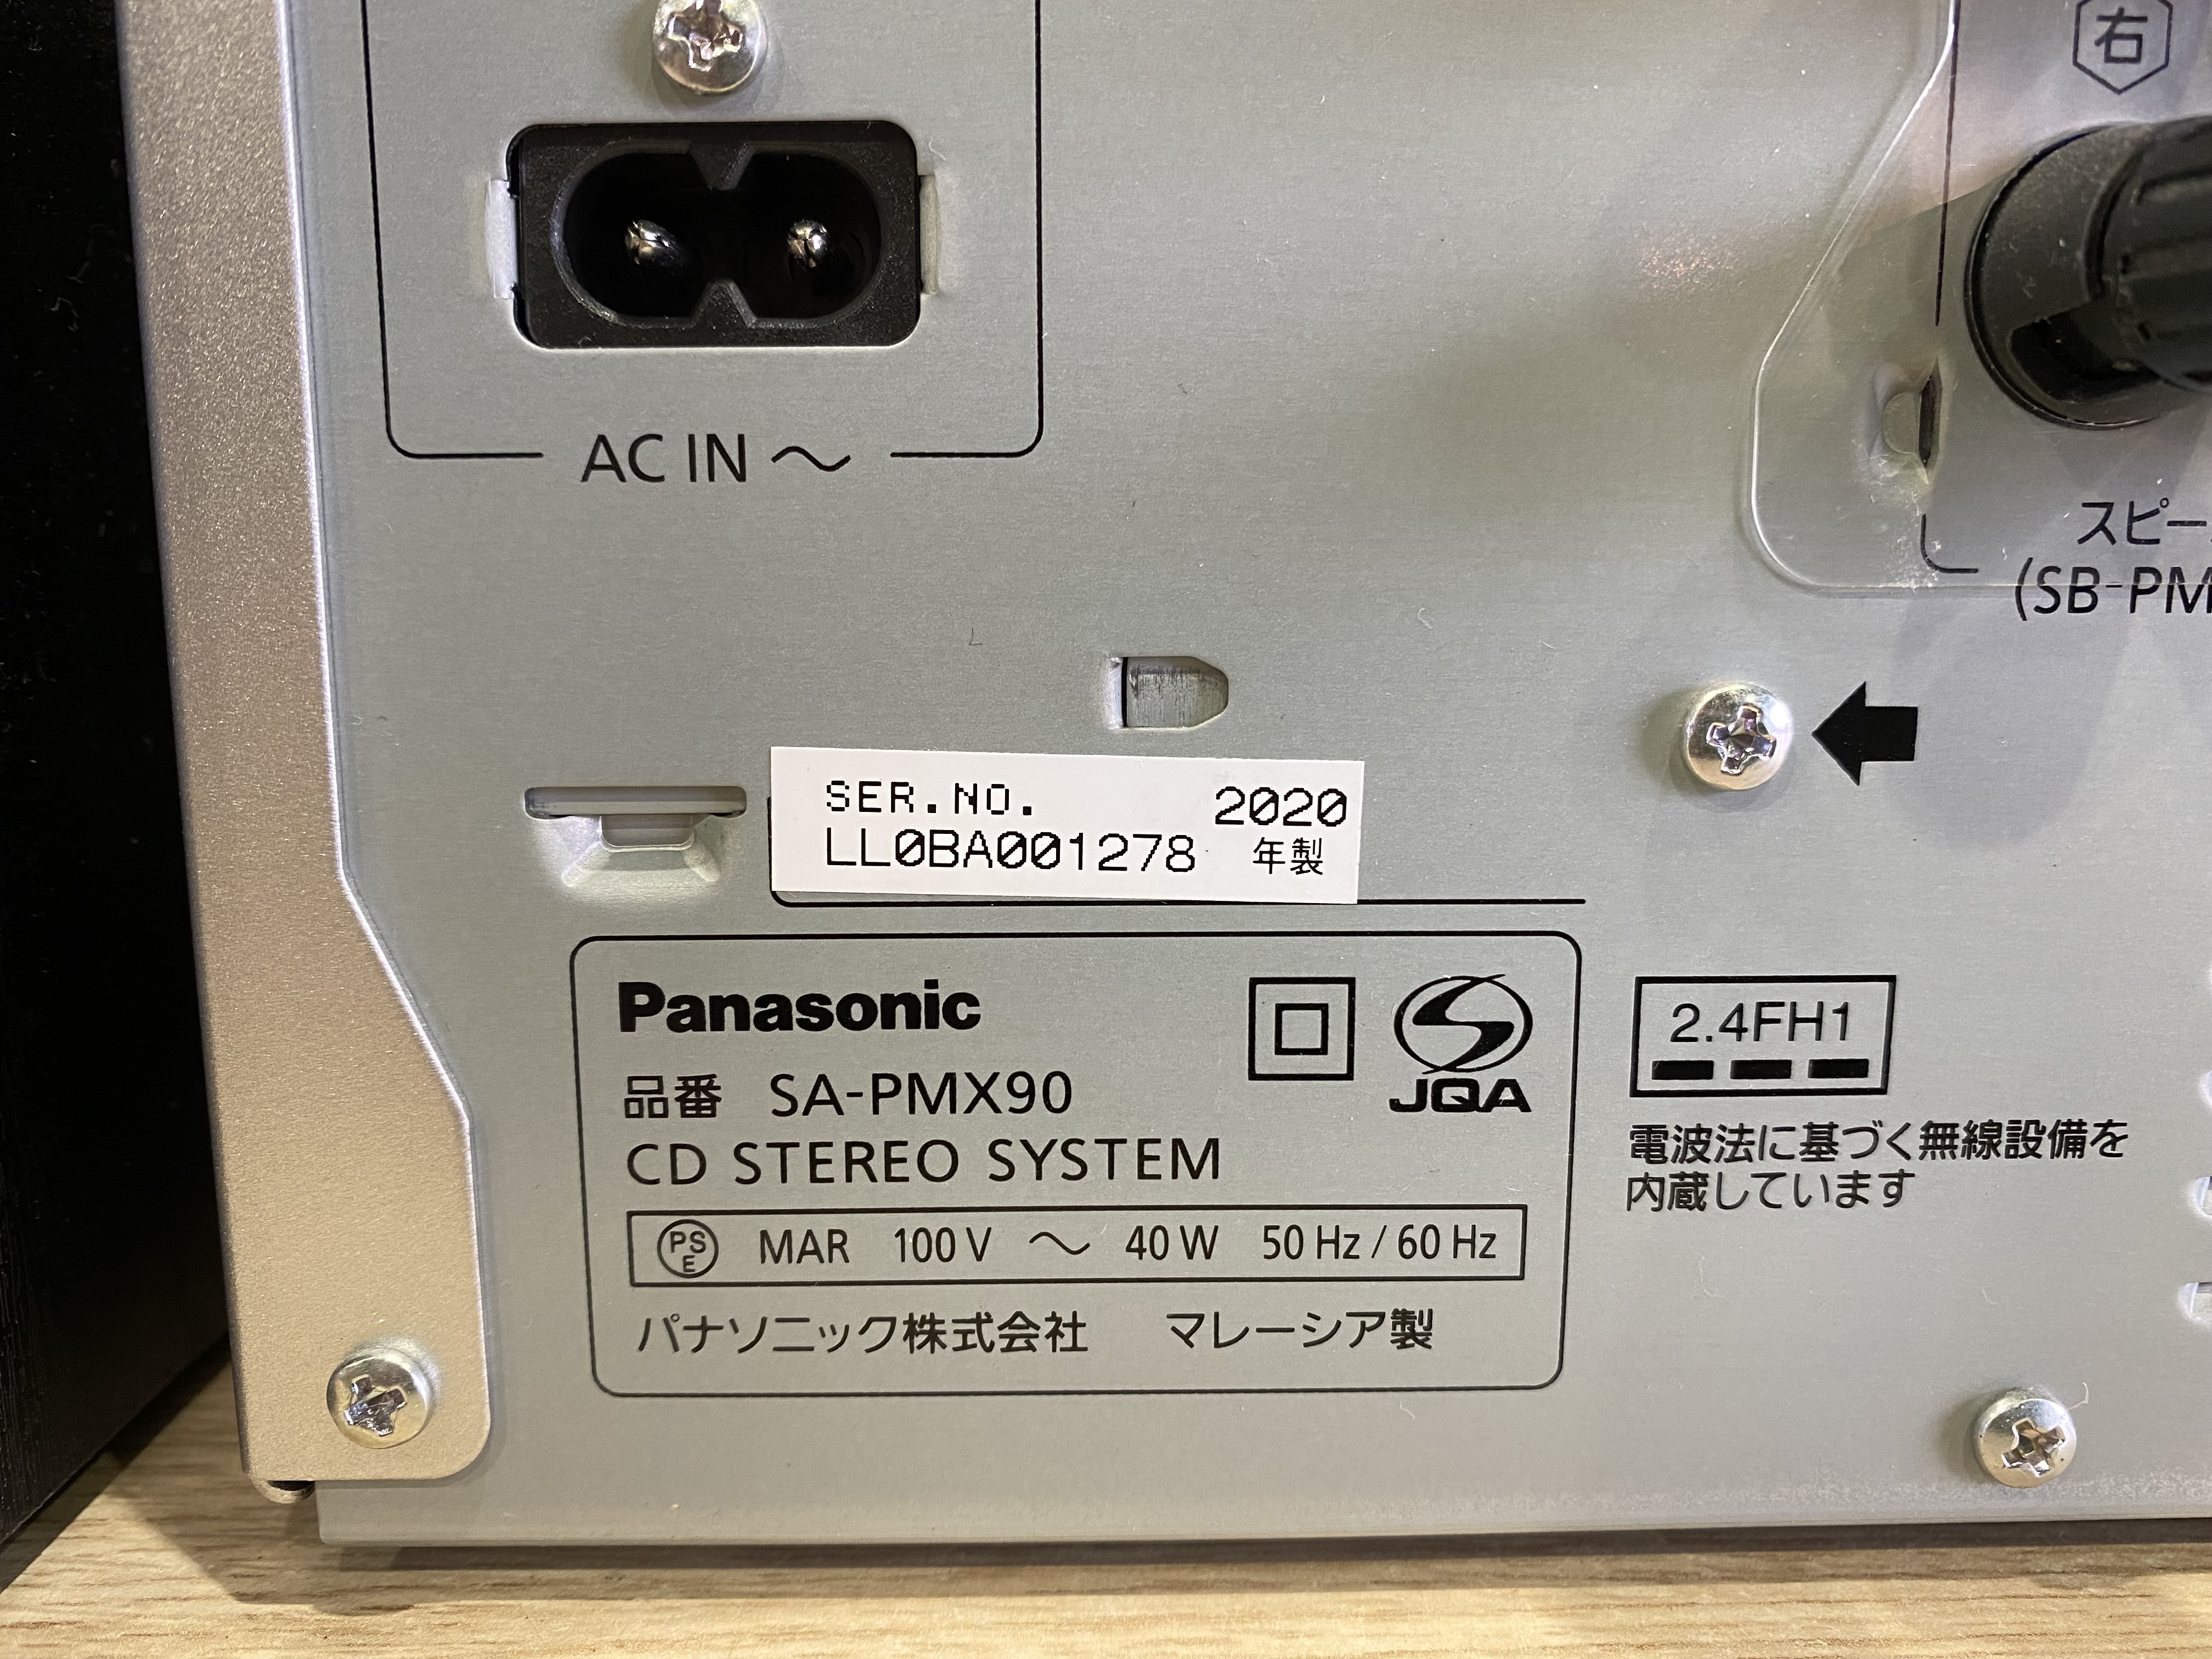 右
AC IN ～
スピー
(SB-PM
SER.NO. 2020
LL0BA001278 年製
Panasonic
JQA
品番 SA-PMX90
CD STEREO SYSTEM
PSE MAR 100 V ～ 40 W 50 Hz / 60 Hz
パナソニック株式会社 マレーシア製
2.4FH1
電波法に基づく無線設備を
内蔵しています